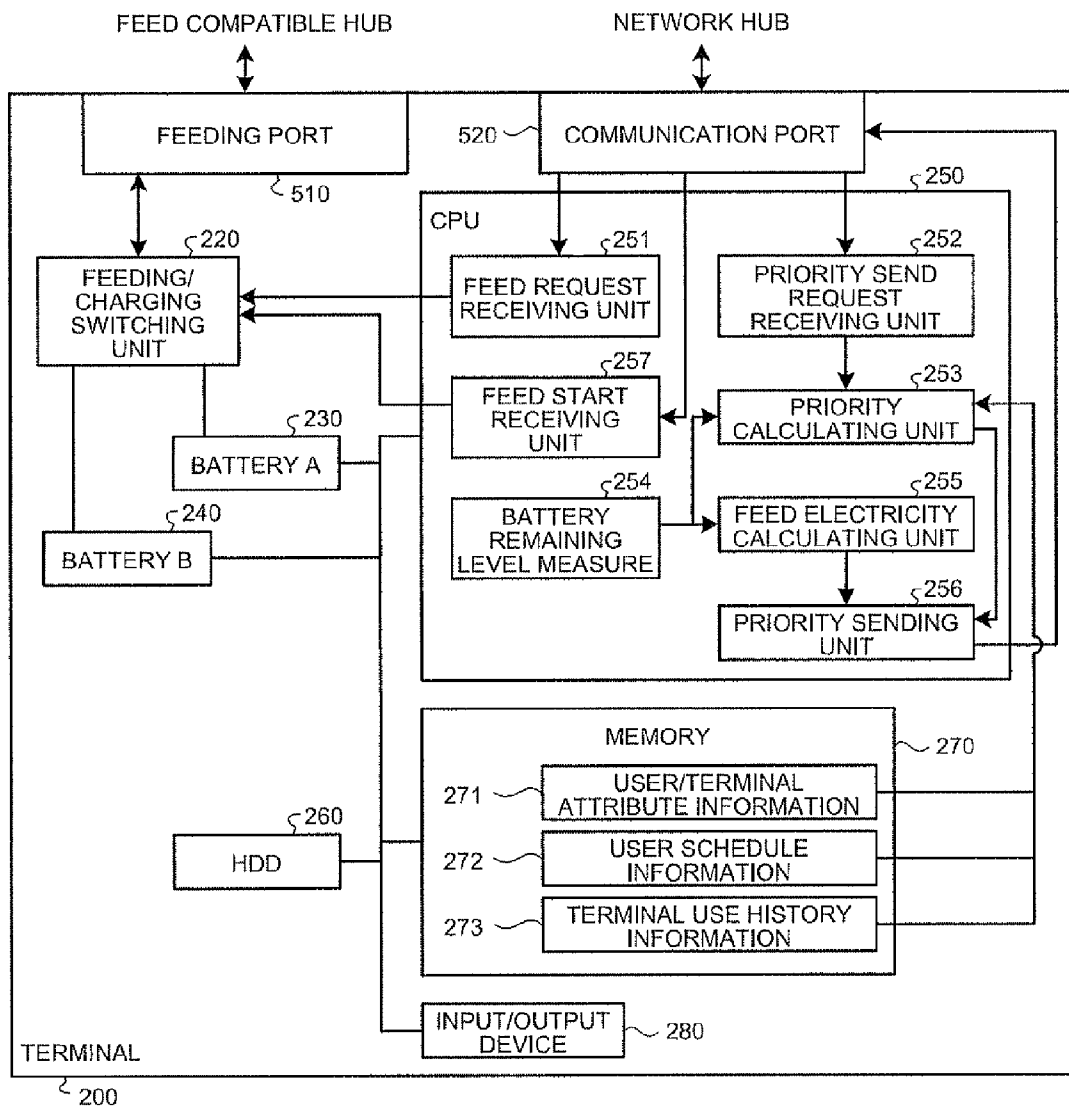 FEED COMPATIBLE HUB
NETWORK HUB
FEEDING PORT
510
520
COMMUNICATION PORT
250
CPU
220
FEEDING/
CHARGING
SWITCHING
UNIT
251
FEED REQUEST
RECEIVING UNIT
252
PRIORITY SEND
REQUEST
RECEIVING UNIT
257
FEED START
RECEIVING
UNIT
253
PRIORITY
CALCULATING UNIT
230
BATTERY A
254
BATTERY
REMAINING
LEVEL MEASURE
255
FEED ELECTRICITY
CALCULATING UNIT
240
BATTERY B
256
PRIORITY SENDING
UNIT
MEMORY
270
271
USER/TERMINAL
ATTRIBUTE INFORMATION
260
HDD
272
USER SCHEDULE
INFORMATION
273
TERMINAL USE HISTORY
INFORMATION
INPUT/OUTPUT
DEVICE
280
TERMINAL
200